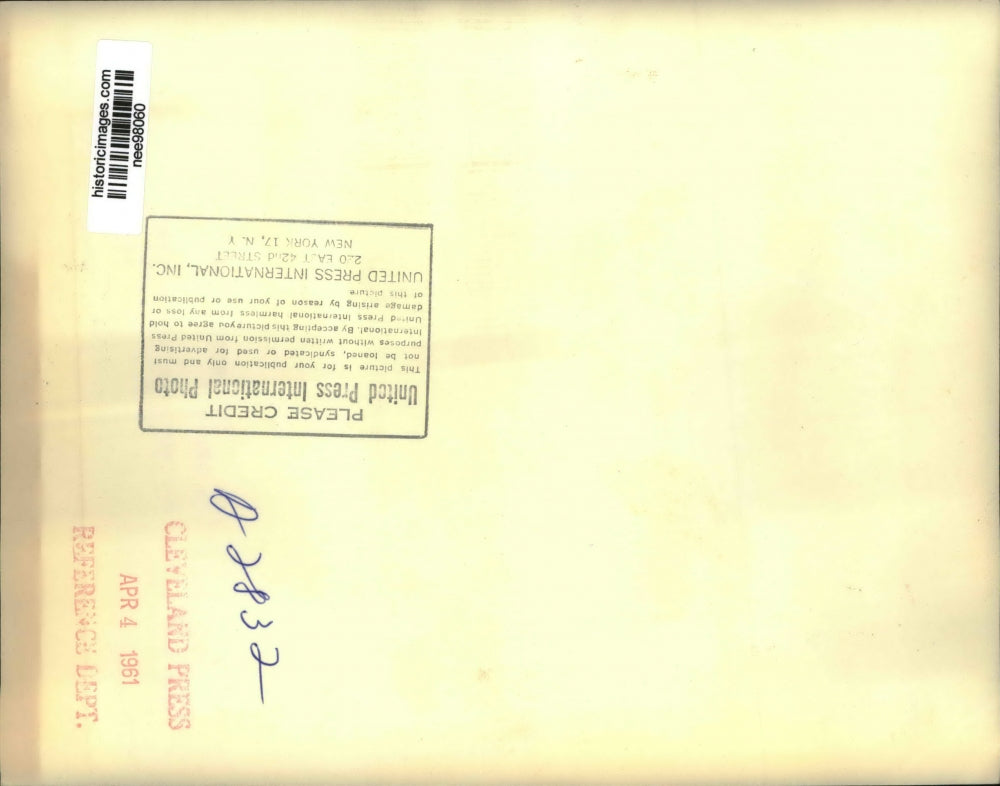 historicimages.com
nee98060
PLEASE CREDIT
United Press International Photo
This picture is for your publication only and must
not be loaned, syndicated or used for advertising
purposes without written permission from United Press
International. By accepting this picture you agree to hold
United Press International harmless from any loss or
damage arising by reason of your use or publication
of this picture
UNITED PRESS INTERNATIONAL, INC.
220 EAST 42nd STREET
NEW YORK 17, N. Y
CLEVELAND PRESS
APR 4 1961
REFERENCE DEPT.
2832